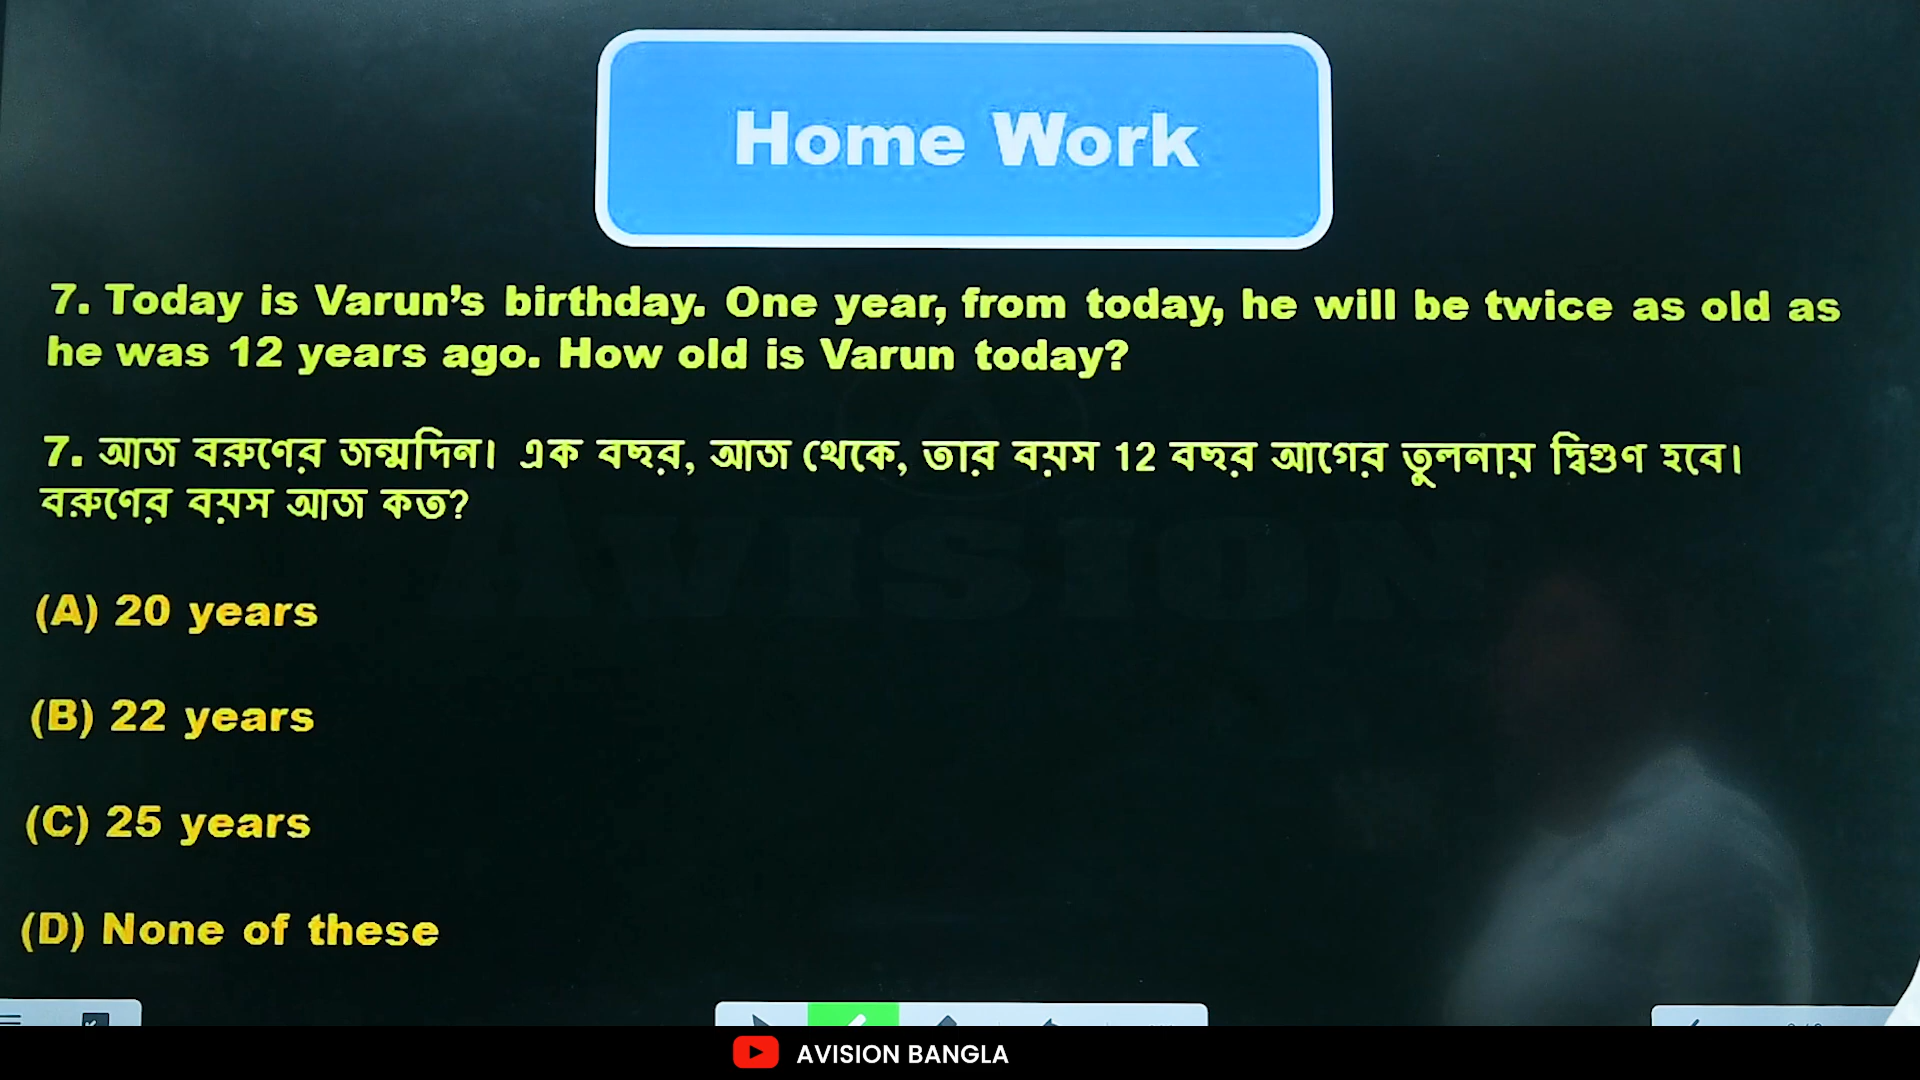 Home Work
7. Today is Varun’s birthday. One year, from today, he will be twice as old as
he was 12 years ago. How old is Varun today?
7. আজ বরুণের জন্মদিন। এক বছর, আজ থেকে, তার বয়স 12 বছর আগের তুলনায় দ্বিগুণ হবে।
বরুণের বয়স আজ কত?
AVISION
(A) 20 years
(B) 22 years
(C) 25 years
(D) None of these
AVISION BANGLA